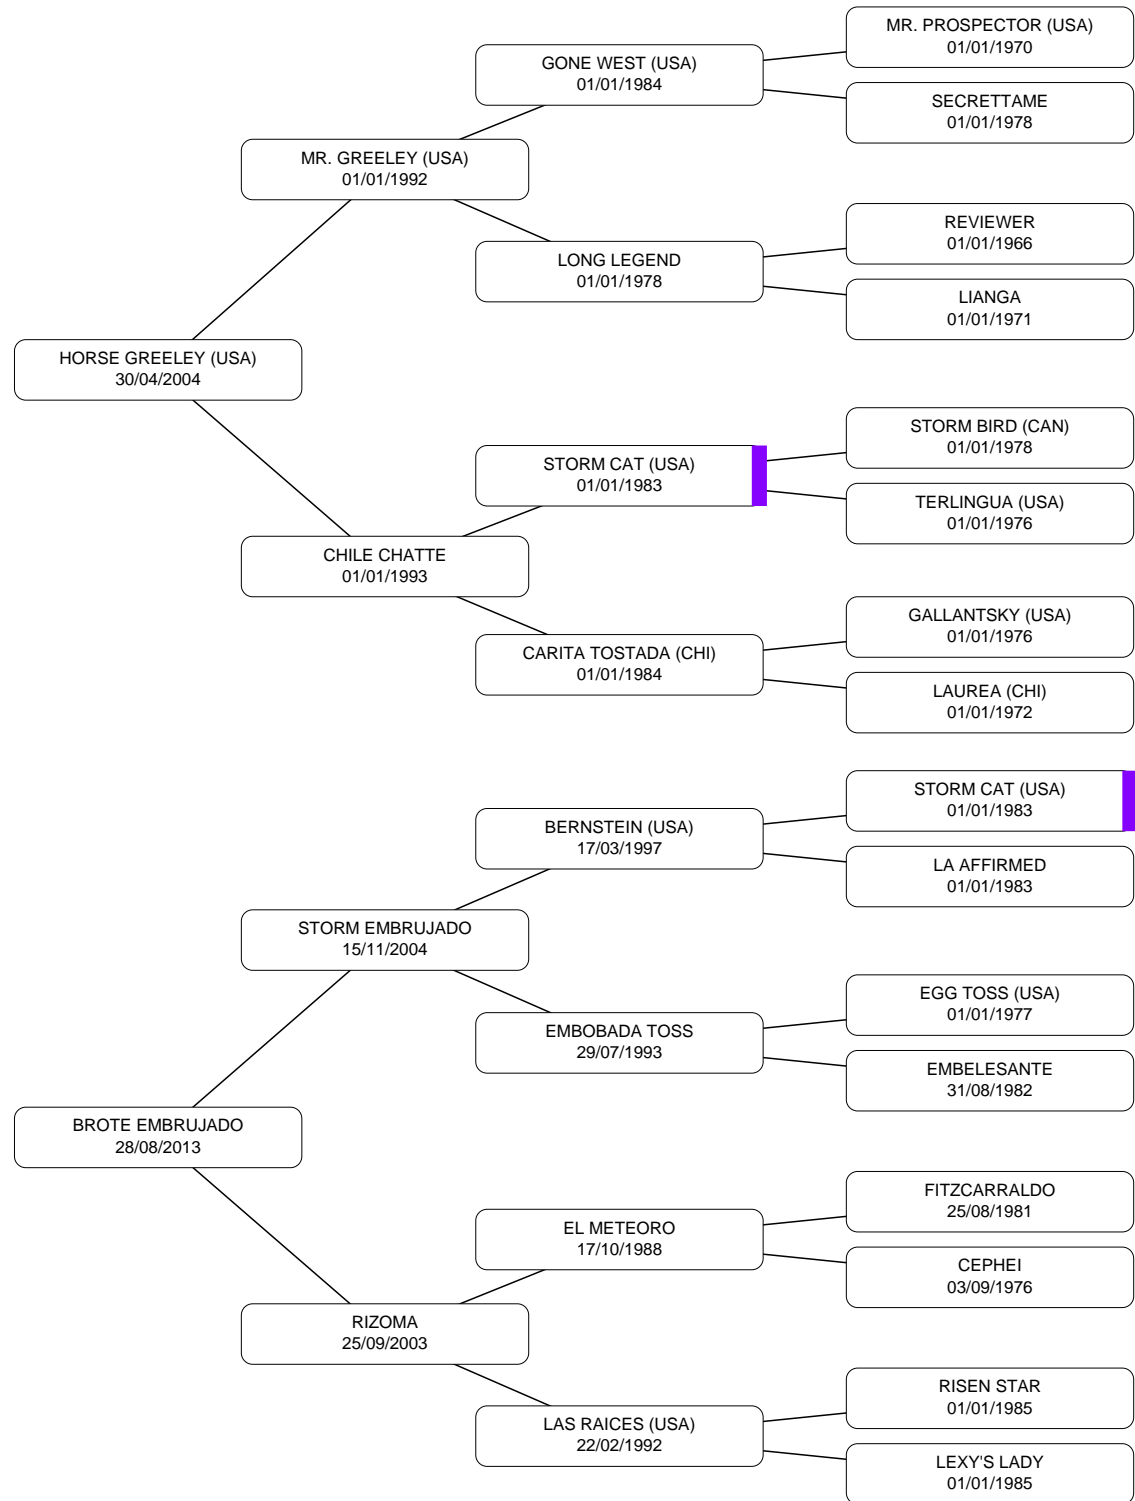 MR. PROSPECTOR (USA)
01/01/1970
GONE WEST (USA)
01/01/1984
SECRETTAME
01/01/1978
MR. GREELEY (USA)
01/01/1992
REVIEWER
01/01/1966
LONG LEGEND
01/01/1978
LIANGA
01/01/1971
HORSE GREELEY (USA)
30/04/2004
STORM BIRD (CAN)
01/01/1978
STORM CAT (USA)
01/01/1983
TERLINGUA (USA)
01/01/1976
CHILE CHATTE
01/01/1993
GALLANTSKY (USA)
01/01/1976
CARITA TOSTADA (CHI)
01/01/1984
LAUREA (CHI)
01/01/1972
STORM CAT (USA)
01/01/1983
BERNSTEIN (USA)
17/03/1997
LA AFFIRMED
01/01/1983
STORM EMBRUJADO
15/11/2004
EGG TOSS (USA)
01/01/1977
EMBOBADA TOSS
29/07/1993
EMBELESANTE
31/08/1982
BROTE EMBRUJADO
28/08/2013
FITZCARRALDO
25/08/1981
EL METEORO
17/10/1988
CEPHEI
03/09/1976
RIZOMA
25/09/2003
RISEN STAR
01/01/1985
LAS RAICES (USA)
22/02/1992
LEXY'S LADY
01/01/1985